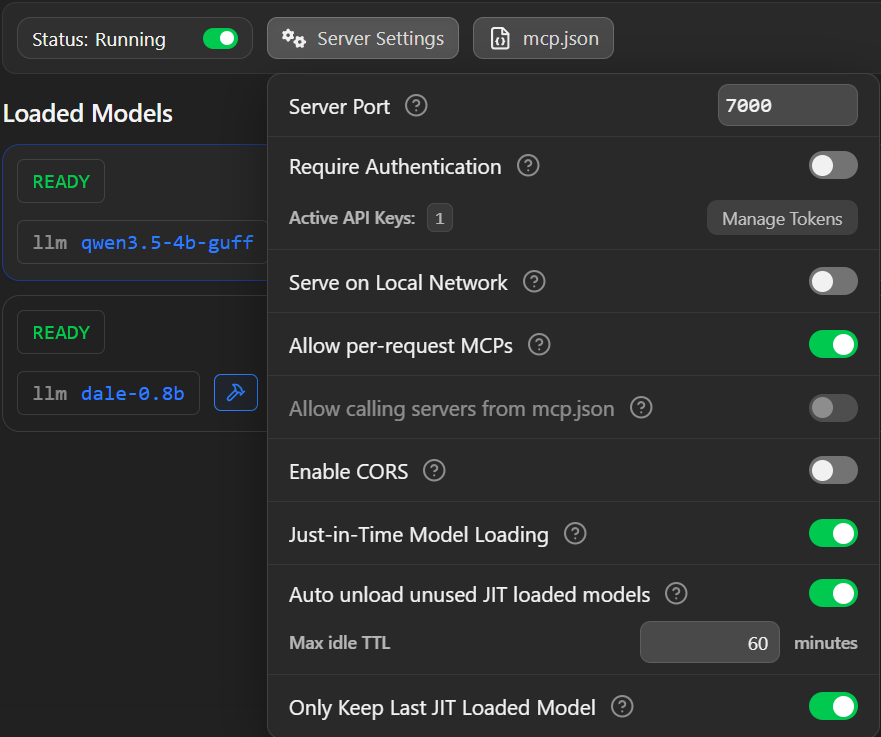 Status: Running
Server Settings
mcp.json
Loaded Models
READY
llm qwen3.5-4b-guff
READY
llm dale-0.8b
Server Port ?
7000
Require Authentication ?
Active API Keys: 1
Manage Tokens
Serve on Local Network ?
Allow per-request MCPs ?
Allow calling servers from mcp.json ?
Enable CORS ?
Just-in-Time Model Loading ?
Auto unload unused JIT loaded models ?
Max idle TTL
60 minutes
Only Keep Last JIT Loaded Model ?